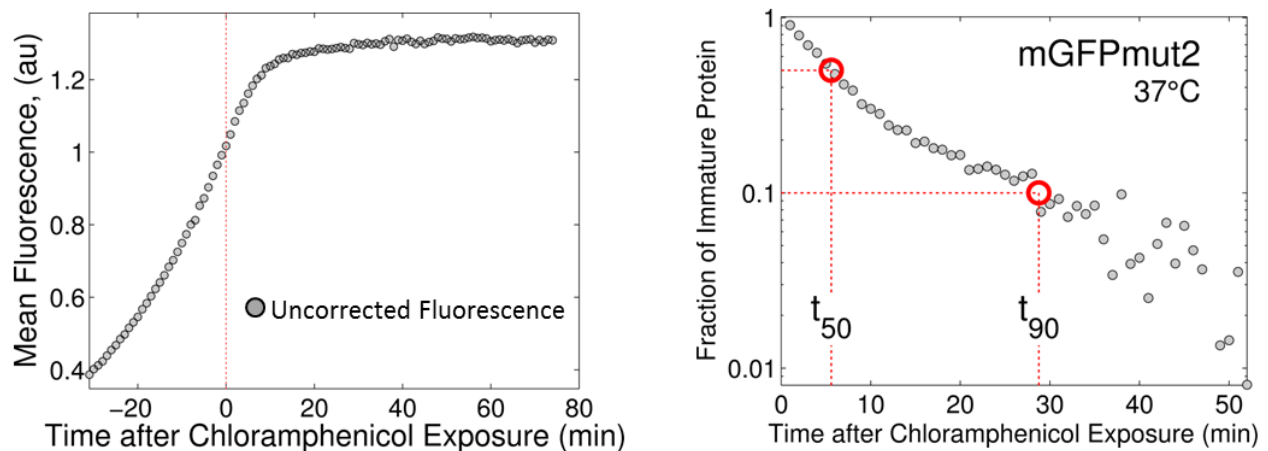 Mean Fluorescence, (au)
1.2
1
0.8
0.6
0.4
Uncorrected Fluorescence
−20
0
20
40
60
80
Time after Chloramphenicol Exposure (min)
Fraction of Immature Protein
1
0.1
0.01
mGFPmut2
37°C
t50
t90
0
10
20
30
40
50
Time after Chloramphenicol Exposure (min)